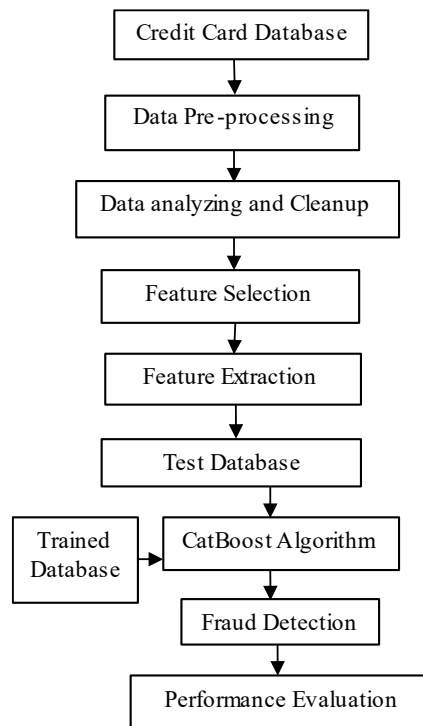 Credit Card Database
Data Pre-processing
Data analyzing and Cleanup
Feature Selection
Feature Extraction
Test Database
Trained
Database
CatBoost Algorithm
Fraud Detection
Performance Evaluation